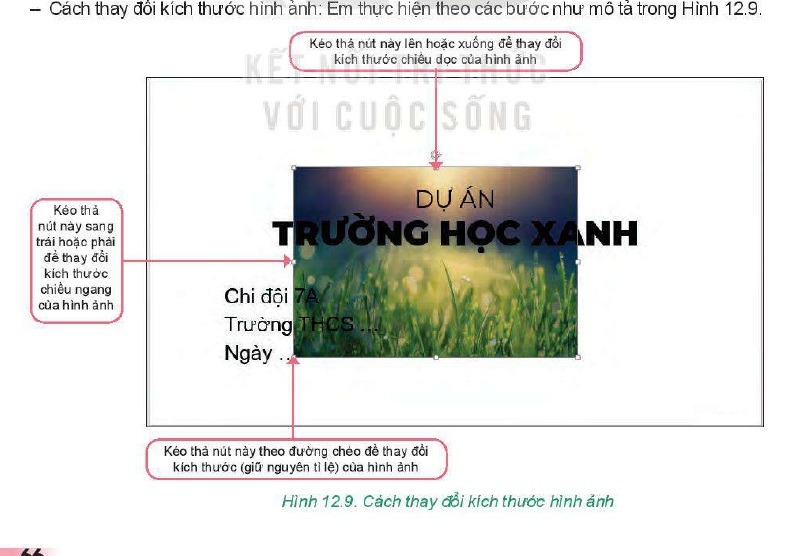 – Cách thay đổi kích thước hình ảnh: Em thực hiện theo các bước như mô tả trong Hình 12.9.
Kéo thả nút này lên hoặc xuống để thay đổi
kích thước chiều dọc của hình ảnh
KẾT NỐI TRI THỨC
VỚI CUỘC SỐNG
DỰ ÁN
TRƯỜNG HỌC XANH
Kéo thả
nút này sang
trái hoặc phải
để thay đổi
kích thước
chiều ngang
của hình ảnh
Chi đội 7A
Trường THCS ...
Ngày ...
Kéo thả nút này theo đường chéo để thay đổi
kích thước (giữ nguyên tỉ lệ) của hình ảnh
Hình 12.9. Cách thay đổi kích thước hình ảnh
66